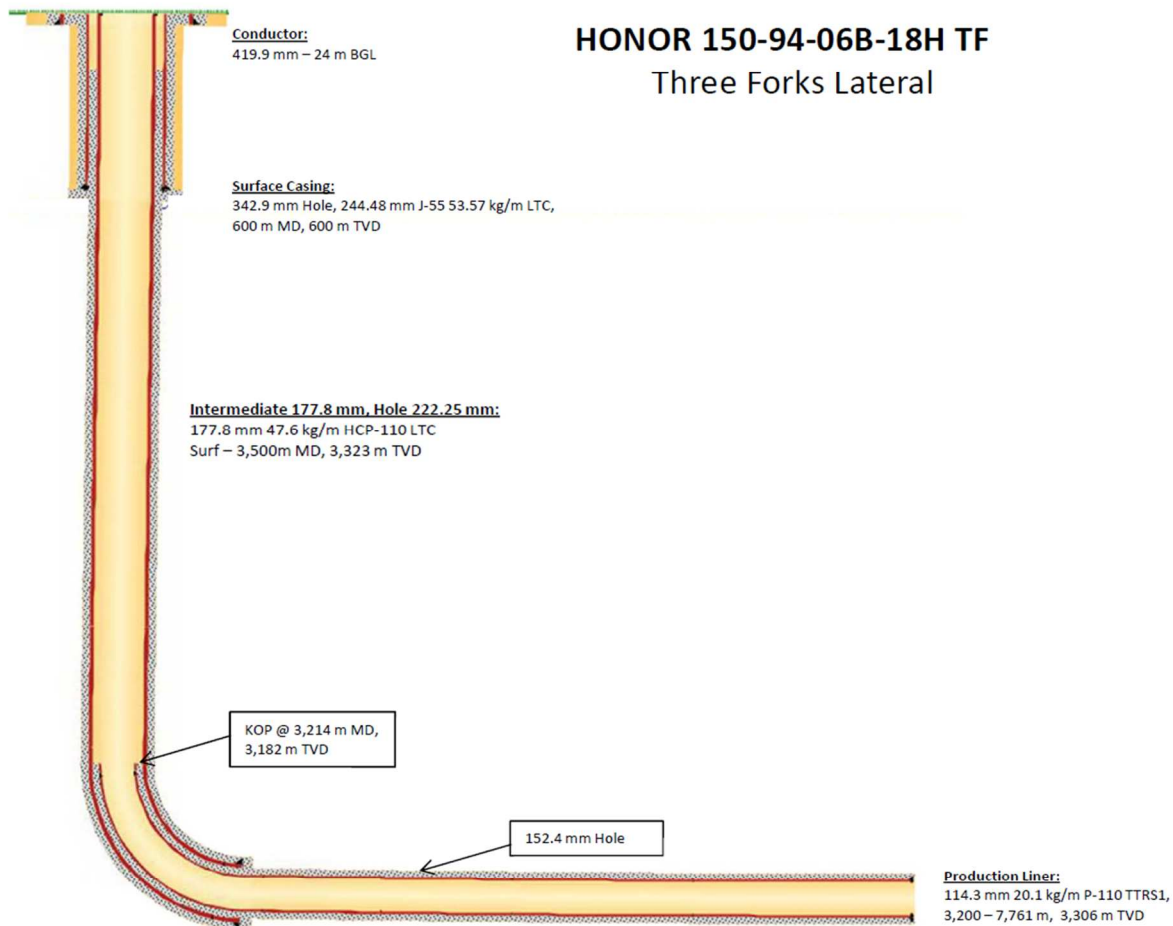 HONOR 150-94-06B-18H TF
Three Forks Lateral
Conductor:
419.9 mm – 24 m BGL
Surface Casing:
342.9 mm Hole, 244.48 mm J-55 53.57 kg/m LTC,
600 m MD, 600 m TVD
Intermediate 177.8 mm, Hole 222.25 mm:
177.8 mm 47.6 kg/m HCP-110 LTC
Surf – 3,500m MD, 3,323 m TVD
KOP @ 3,214 m MD,
3,182 m TVD
152.4 mm Hole
Production Liner:
114.3 mm 20.1 kg/m P-110 TTRS1,
3,200 – 7,761 m, 3,306 m TVD